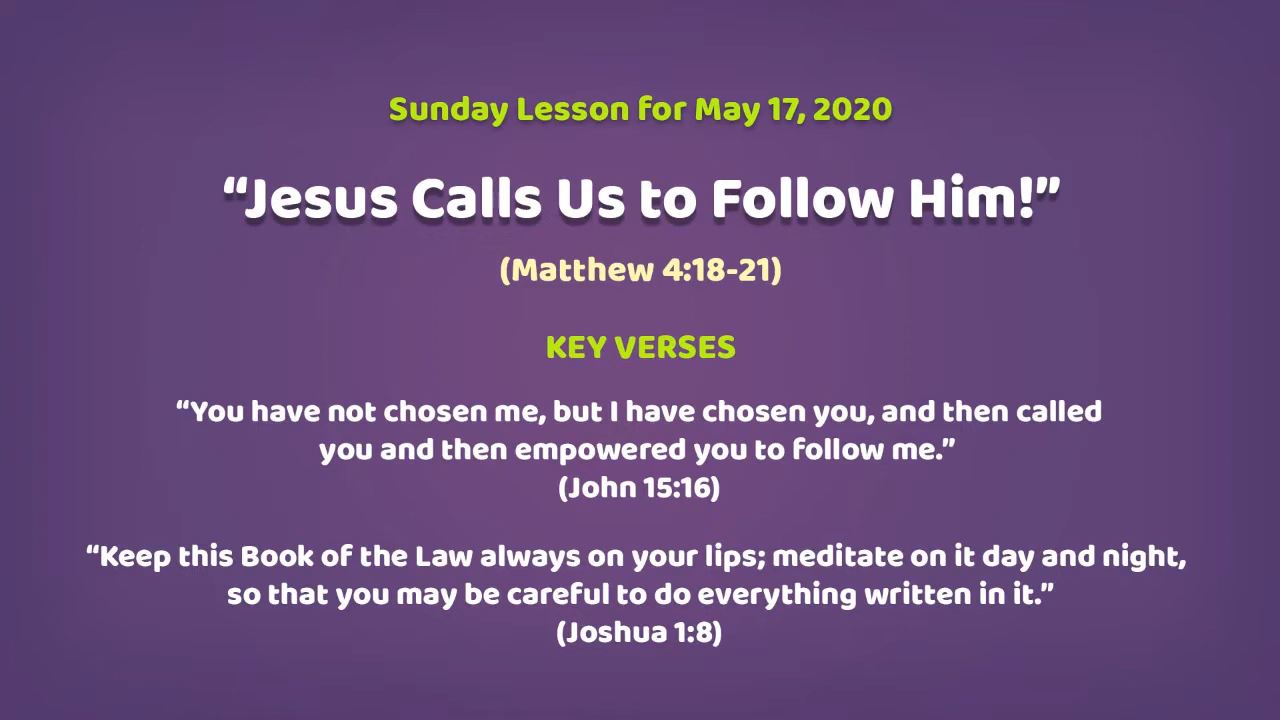 Sunday Lesson for May 17, 2020
“Jesus Calls Us to Follow Him!”
(Matthew 4:18-21)
KEY VERSES
“You have not chosen me, but I have chosen you, and then called
you and then empowered you to follow me.”
(John 15:16)
“Keep this Book of the Law always on your lips; meditate on it day and night,
so that you may be careful to do everything written in it.”
(Joshua 1:8)